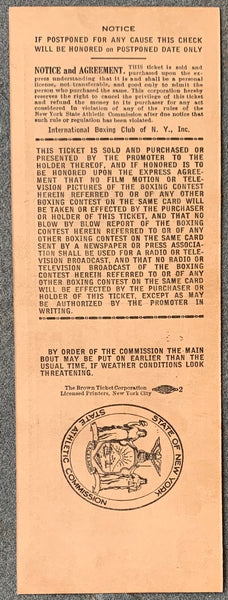 NOTICE
IF POSTPONED FOR ANY CAUSE THIS CHECK
WILL BE HONORED on POSTPONED DATE ONLY
NOTICE and AGREEMENT. THIS ticket is sold and
purchased upon the ex-
press understanding that it is and shall be a personal
license, not transferable, and good only to admit the
person who purchased the same. This corporation hereby
reserves the right to cancel the privilege of this ticket
and refund the money to its purchaser for any act
considered in violation of any of the rules of the
New York State Athletic Commission after due notice that
such rule or regulation has been violated.
International Boxing Club of N. Y., Inc.
THIS TICKET IS SOLD AND PURCHASED OR
PRESENTED BY THE PROMOTER TO THE
HOLDER THEREOF, AND IF HONORED IS TO
BE HONORED UPON THE EXPRESS AGREE-
MENT THAT NO FILM MOTION OR TELE-
VISION PICTURES OF THE BOXING CONTEST
HEREIN REFERRED TO OR OF ANY OTHER
BOXING CONTEST ON THE SAME CARD WILL
BE TAKEN OR EFFECTED BY THE PURCHASER
OR HOLDER OF THIS TICKET, AND THAT NO
BLOW BY BLOW REPORT OF THE BOXING
CONTEST HEREIN REFERRED TO OR OF ANY
OTHER BOXING CONTEST ON THE SAME CARD
SENT BY A NEWSPAPER OR PRESS ASSOCIA-
TION SHALL BE USED FOR A RADIO OR TELE-
VISION BROADCAST, AND THAT NO RADIO OR
TELEVISION BROADCAST OF THE BOXING
CONTEST HEREIN REFERRED TO OR OF ANY
OTHER BOXING CONTEST ON THE SAME CARD
WILL BE EFFECTED BY THE PURCHASER OR
HOLDER OF THIS TICKET, EXCEPT AS MAY
BE AUTHORIZED BY THE PROMOTER IN
WRITING.
BY ORDER OF THE COMMISSION THE MAIN
BOUT MAY BE PUT ON EARLIER THAN THE
USUAL TIME, IF WEATHER CONDITIONS LOOK
THREATENING.
The Brown Ticket Corporation 2
Licensed Printers, New York City
STATE OF NEW YORK
STATE ATHLETIC COMMISSION